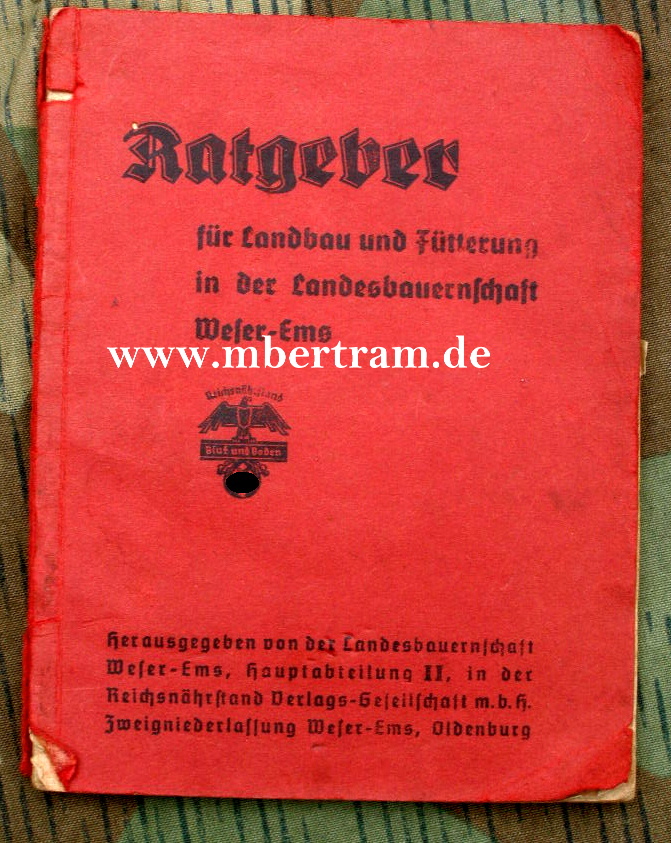 Ratgeber
für Landbau und Fütterung
in der Landesbauernschaft
Weser-Ems
www.mbertram.de
Reichsnährstand
Blut und Boden
Herausgegeben von der Landesbauernschaft
Weser-Ems, Hauptabteilung II, in der
Reichsnährstand Verlags-Gesellschaft m.b.H.
Zweigniederlassung Weser-Ems, Oldenburg